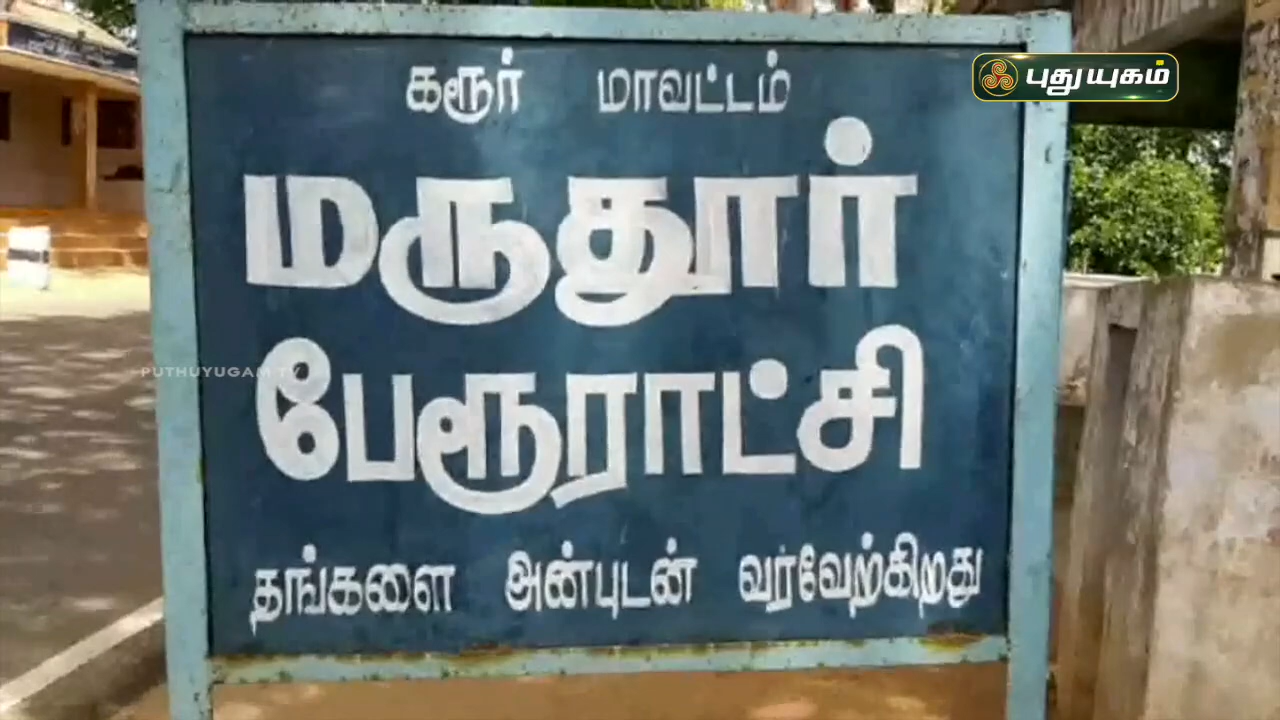 புதுயுகம்
கரூர் மாவட்டம்
மருதூர்
பேரூராட்சி
PUTHUYUGAM TV
தங்களை அன்புடன் வரவேற்கிறது